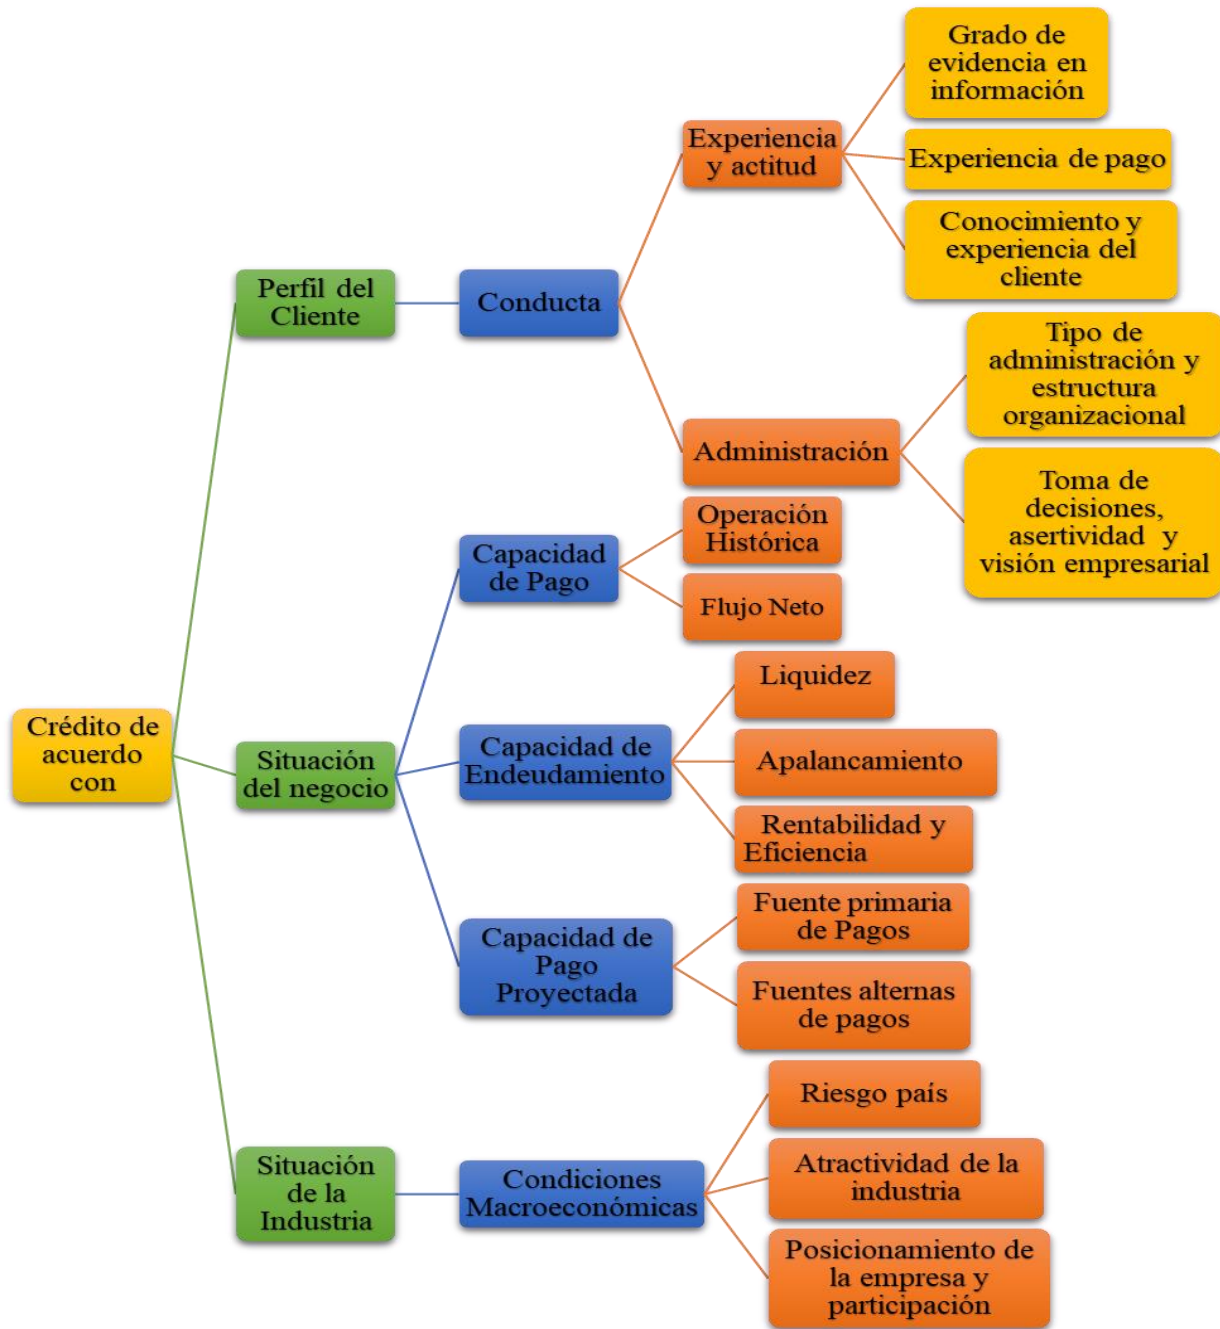 Crédito de
acuerdo
con
Perfil del
Cliente
Conducta
Experiencia
y actitud
Grado de
evidencia en
información
Experiencia de pago
Conocimiento y
experiencia del
cliente
Administración
Tipo de
administración y
estructura
organizacional
Toma de
decisiones,
asertividad y
visión empresarial
Situación
del negocio
Capacidad
de Pago
Operación
Histórica
Flujo Neto
Capacidad de
Endeudamiento
Liquidez
Apalancamiento
Rentabilidad y
Eficiencia
Capacidad de
Pago
Proyectada
Fuente primaria
de Pagos
Fuentes alternas
de pagos
Situación
de la
Industria
Condiciones
Macroeconómicas
Riesgo país
Atractividad de la
industria
Posicionamiento de
la empresa y
participación